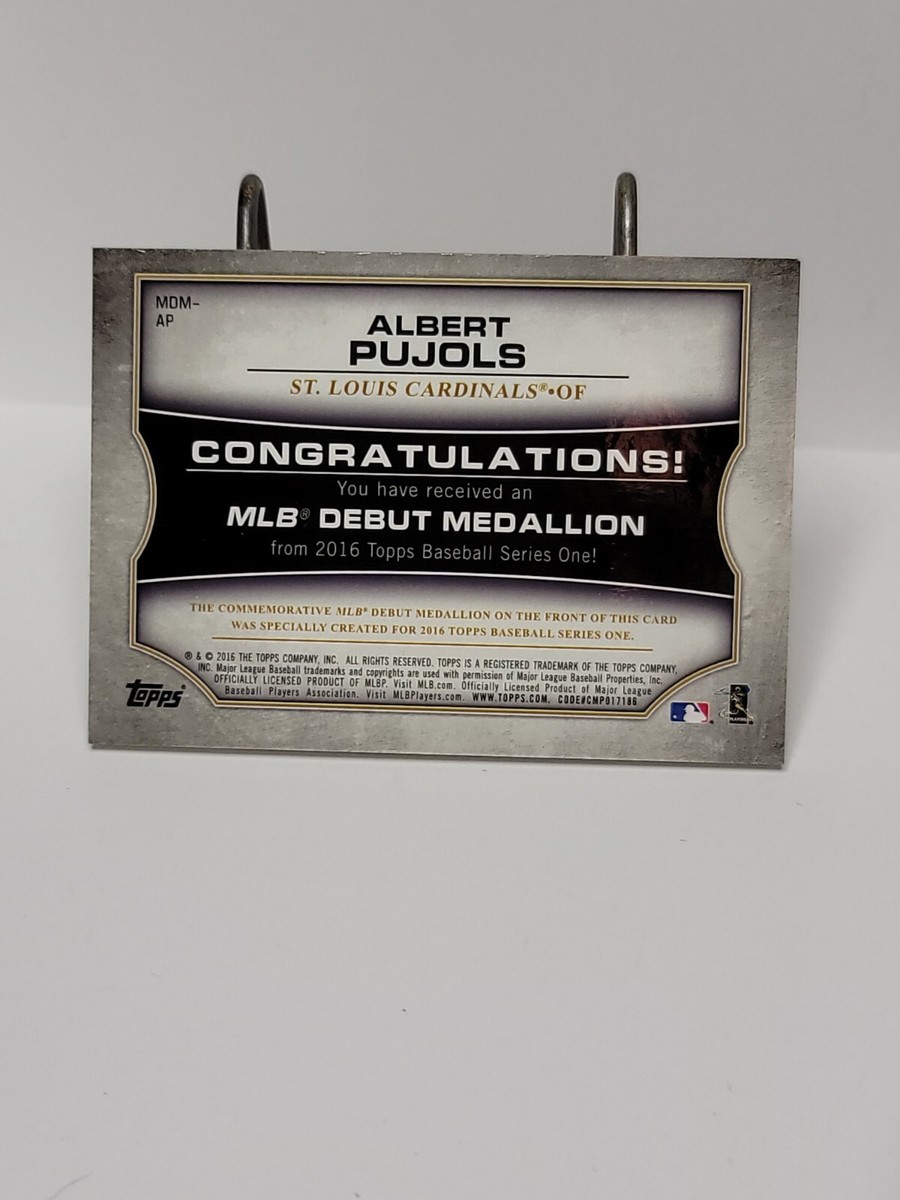 MDM-
AP
ALBERT
PUJOLS
ST. LOUIS CARDINALS®•OF
CONGRATULATIONS!
You have received an
MLB® DEBUT MEDALLION
from 2016 Topps Baseball Series One!
THE COMMEMORATIVE MLB® DEBUT MEDALLION ON THE FRONT OF THIS CARD
WAS SPECIALLY CREATED FOR 2016 TOPPS BASEBALL SERIES ONE.
® & © 2016 THE TOPPS COMPANY, INC. ALL RIGHTS RESERVED. TOPPS IS A REGISTERED TRADEMARK OF THE TOPPS COMPANY,
INC. Major League Baseball trademarks and copyrights are used with permission of Major League Baseball Properties, Inc.
OFFICIALLY LICENSED PRODUCT OF MLBP. Visit MLB.com. Officially Licensed Product of Major League
Baseball Players Association. Visit MLBPlayers.com. WWW.TOPPS.COM. CODE#CMP017186
Topps®
PLAYERS